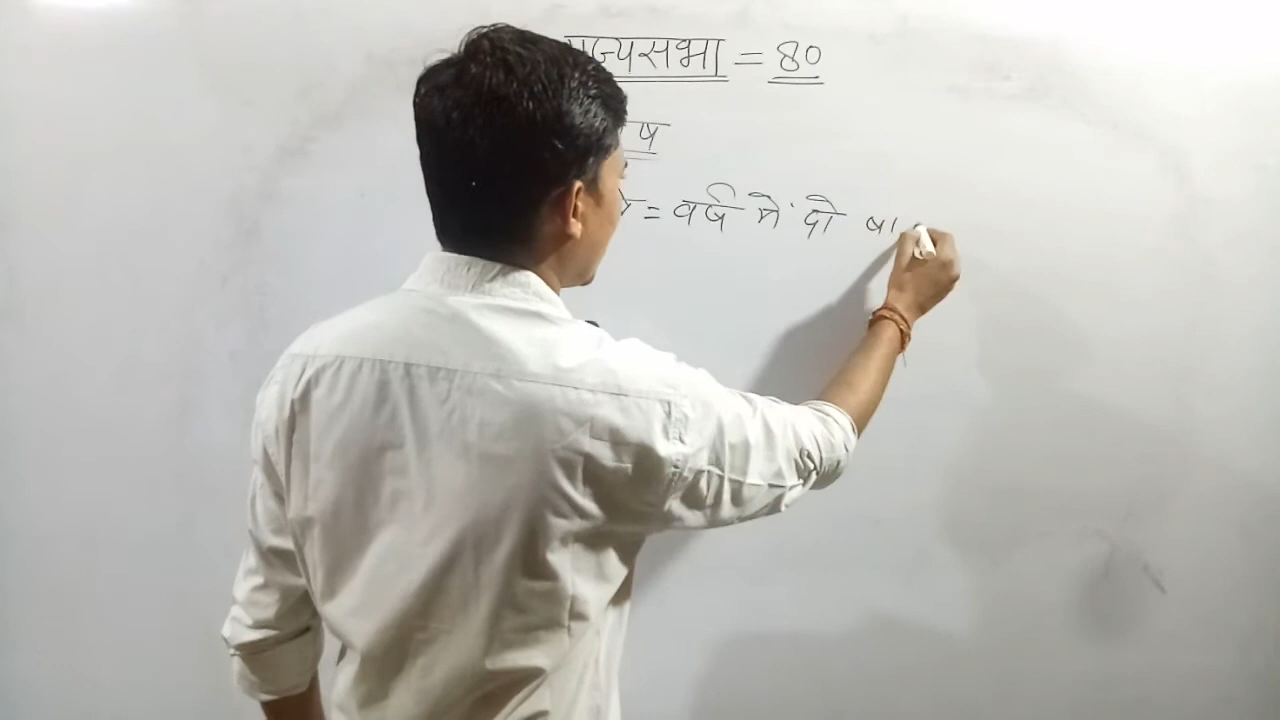 राज्यसभा = 80
ष
= वर्ष में दो बा